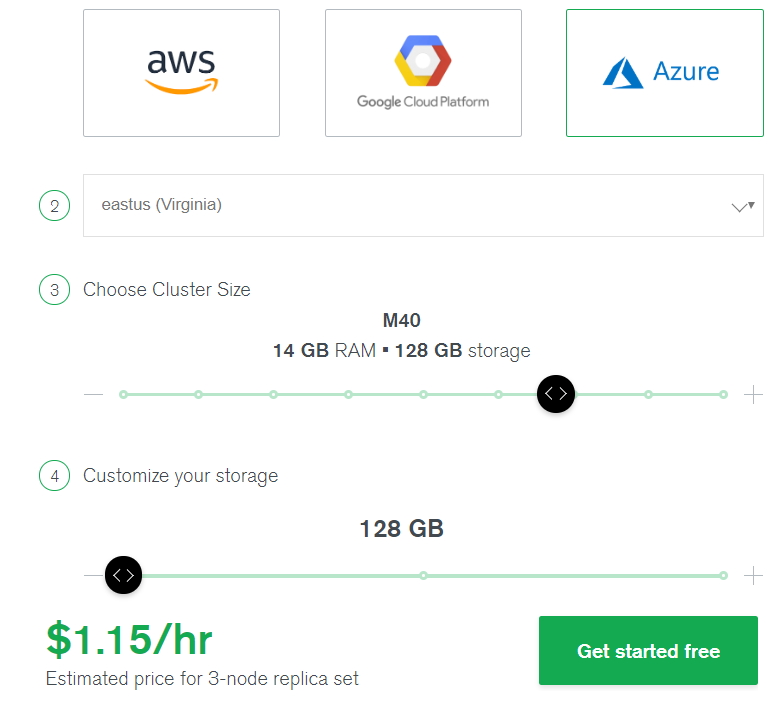 aws
Google Cloud Platform
Azure
2
eastus (Virginia)
3
Choose Cluster Size
M40
14 GB RAM ▪ 128 GB storage
4
Customize your storage
128 GB
$1.15/hr
Estimated price for 3-node replica set
Get started free